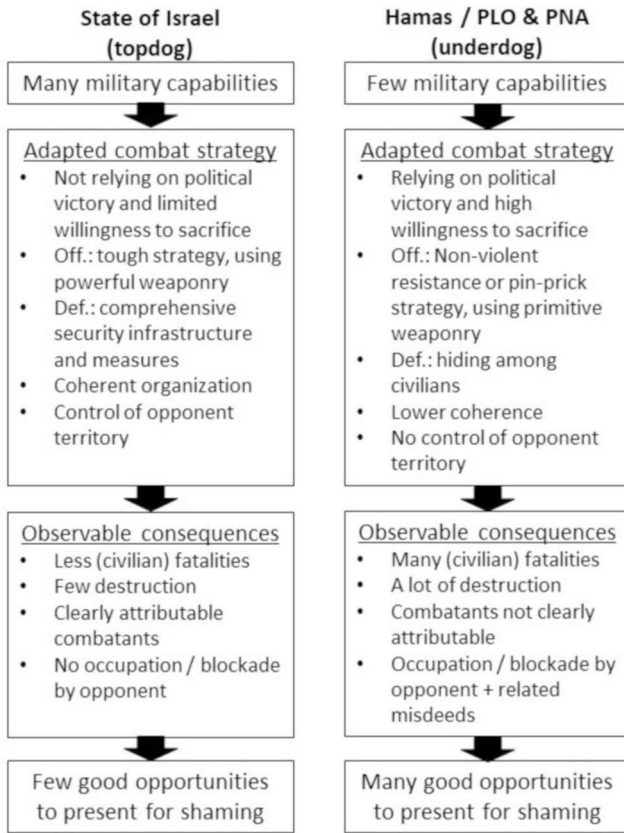 State of Israel
(topdog)
Many military capabilities
Adapted combat strategy
• Not relying on political
victory and limited
willingness to sacrifice
• Off.: tough strategy, using
powerful weaponry
• Def.: comprehensive
security infrastructure
and measures
• Coherent organization
• Control of opponent
territory
Observable consequences
• Less (civilian) fatalities
• Few destruction
• Clearly attributable
combatants
• No occupation / blockade
by opponent
Few good opportunities
to present for shaming
Hamas / PLO & PNA
(underdog)
Few military capabilities
Adapted combat strategy
• Relying on political
victory and high
willingness to sacrifice
• Off.: Non-violent
resistance or pin-prick
strategy, using primitive
weaponry
• Def.: hiding among
civilians
• Lower coherence
• No control of opponent
territory
Observable consequences
• Many (civilian) fatalities
• A lot of destruction
• Combatants not clearly
attributable
• Occupation / blockade by
opponent + related
misdeeds
Many good opportunities
to present for shaming